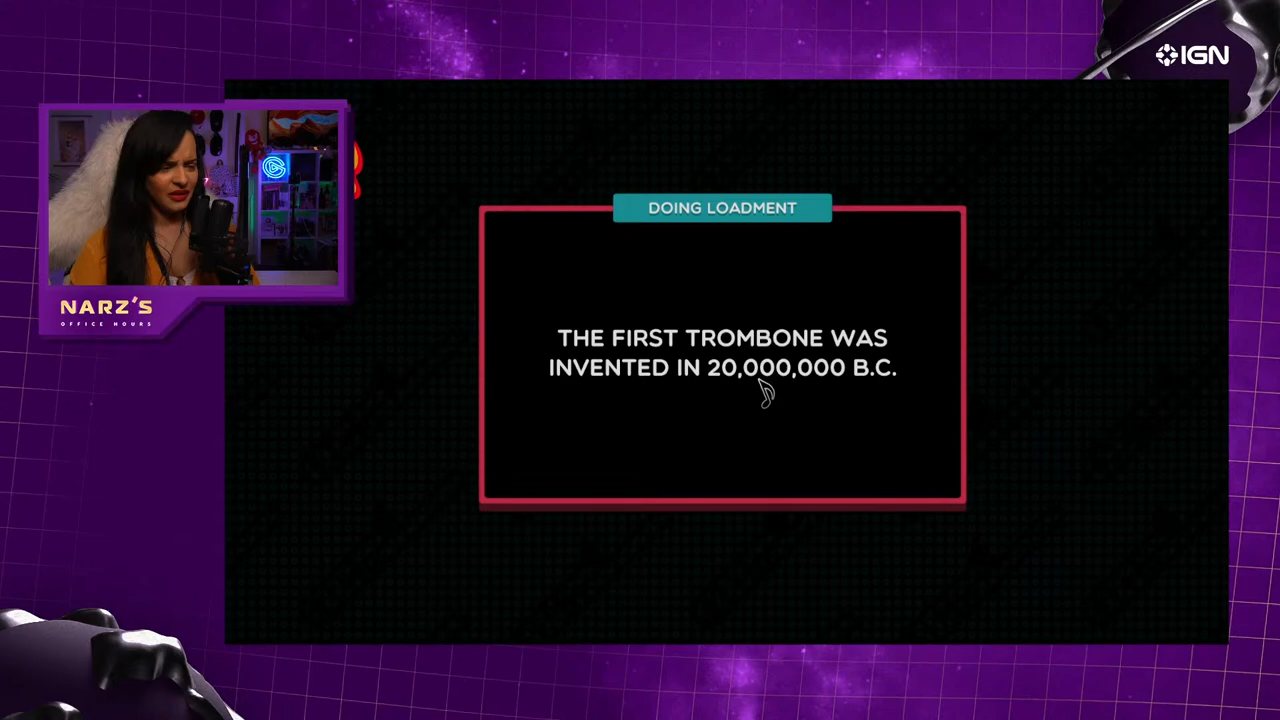 IGN
NARZ'S
OFFICE HOURS
DOING LOADMENT
THE FIRST TROMBONE WAS
INVENTED IN 20,000,000 B.C.